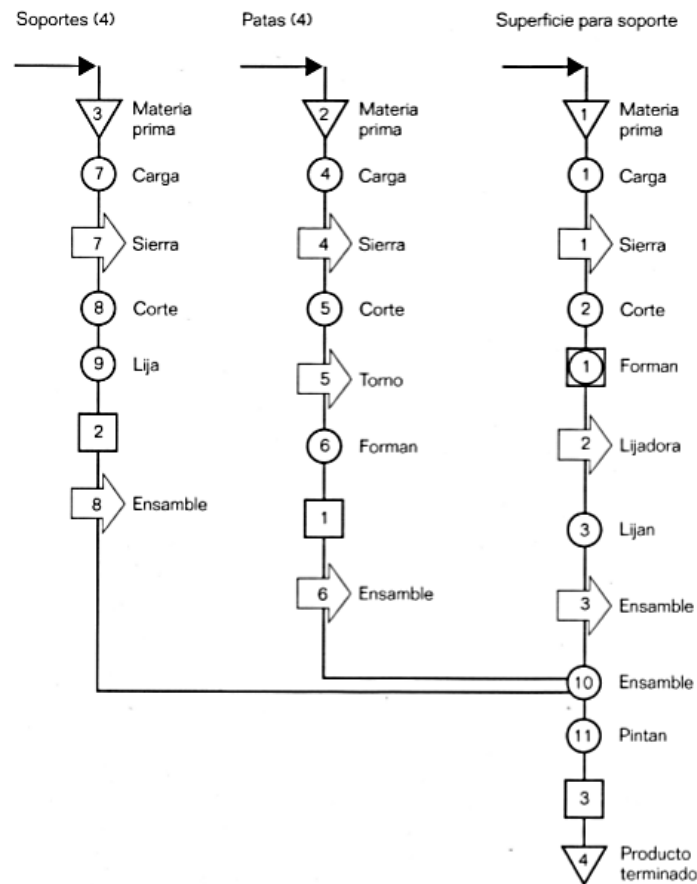 Soportes (4)
Patas (4)
Superficie para soporte
3
Materia
prima
7
Carga
7
Sierra
8
Corte
9
Lija
2
8
Ensamble
2
Materia
prima
4
Carga
4
Sierra
5
Corte
5
Torno
6
Forman
1
6
Ensamble
1
Materia
prima
1
Carga
1
Sierra
2
Corte
1
Forman
2
Lijadora
3
Lijan
3
Ensamble
10
Ensamble
11
Pintan
3
4
Producto
terminado